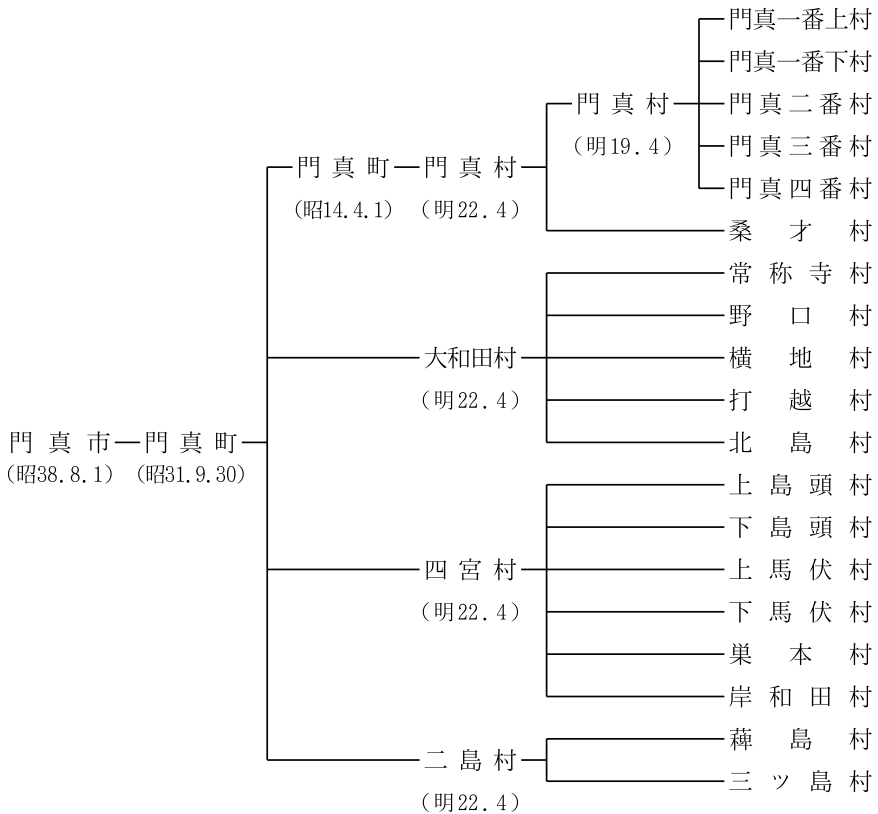 門真一番上村
門真一番下村
門真村
門真二番村
(明19.4)
門真三番村
門真町
門真村
門真四番村
(昭14.4.1)
(明22.4)
桑才村
常称寺村
野口村
大和田村
横地村
(明22.4)
打越村
門真市
門真町
北島村
(昭38.8.1)
(昭31.9.30)
上島頭村
下島頭村
四宮村
上馬伏村
(明22.4)
下馬伏村
巣本村
岸和田村
二島村
薭島村
(明22.4)
三ッ島村